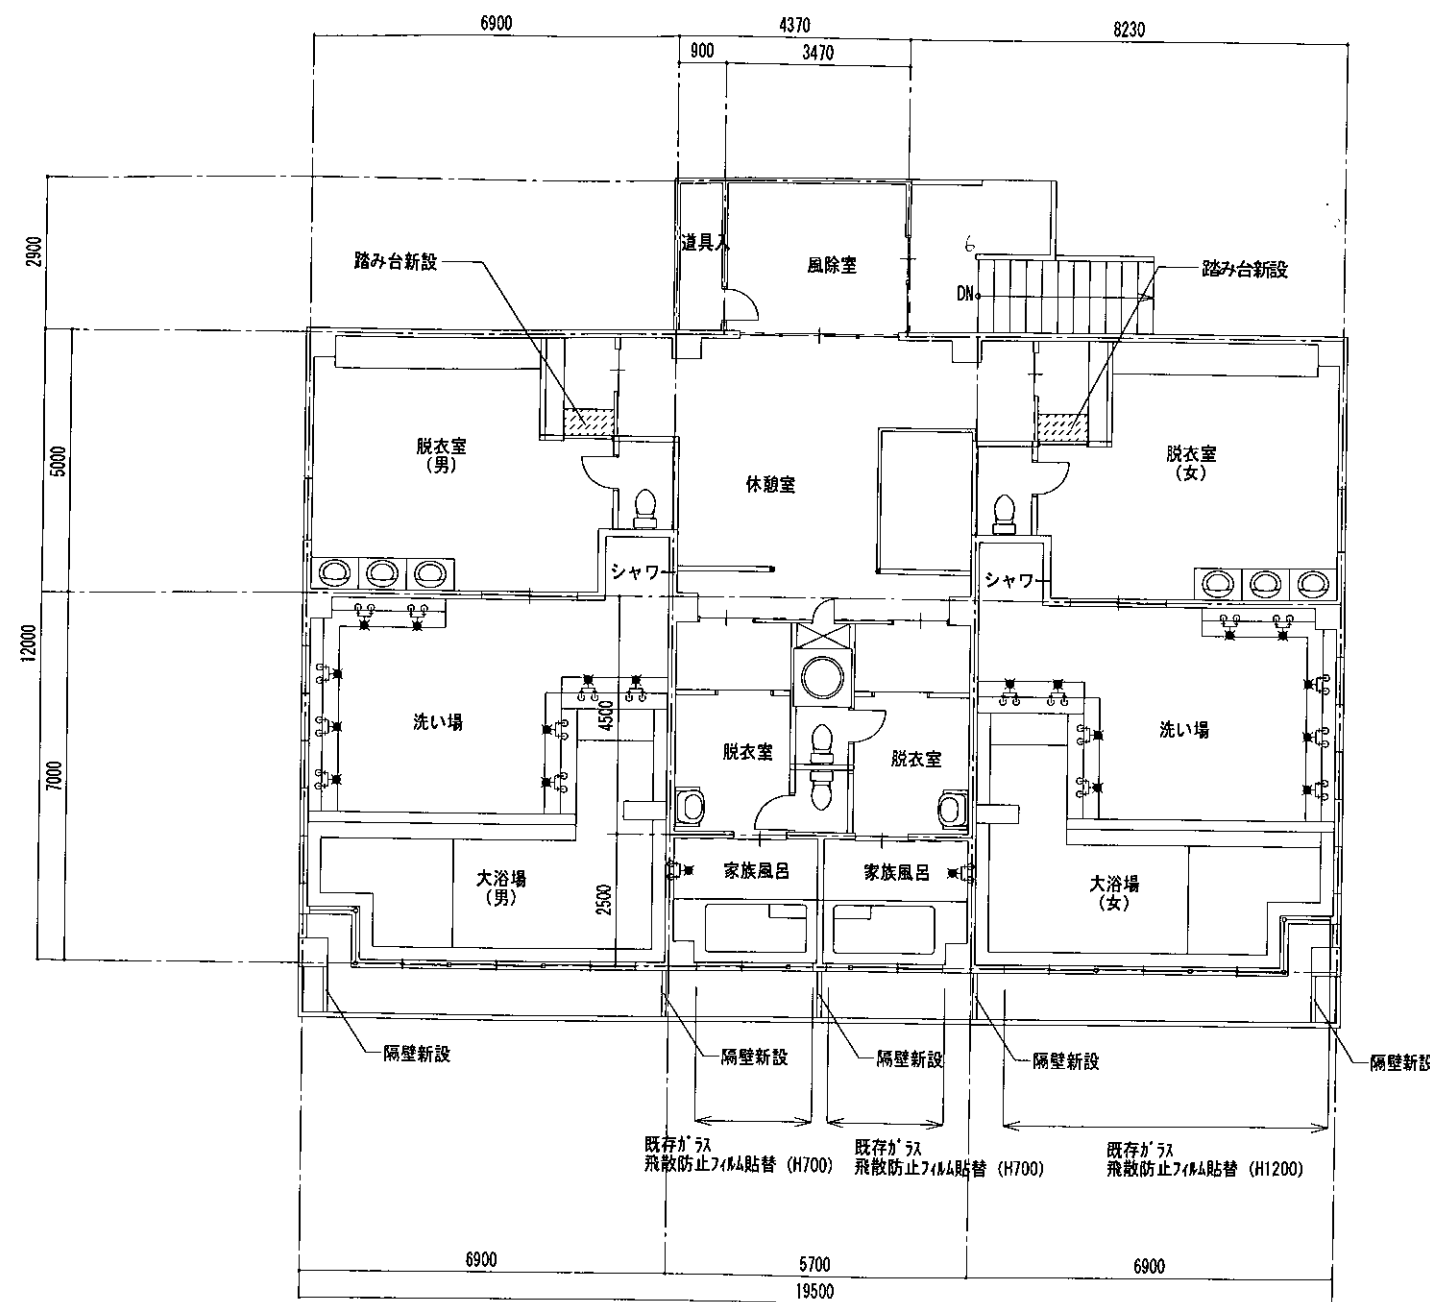 6900
4370
8230
900
3470
2900
道具入
風除室
踏み台新設
踏み台新設
DN
5000
脱衣室
(男)
休憩室
脱衣室
(女)
シャワー
シャワー
12000
7000
洗い場
4500
脱衣室
脱衣室
洗い場
大浴場
(男)
2500
家族風呂
家族風呂
大浴場
(女)
隔壁新設
隔壁新設
隔壁新設
隔壁新設
隔壁新設
既存ガラス
飛散防止フィルム貼替 (H700)
既存ガラス
飛散防止フィルム貼替 (H700)
既存ガラス
飛散防止フィルム貼替 (H1200)
6900
5700
6900
19500